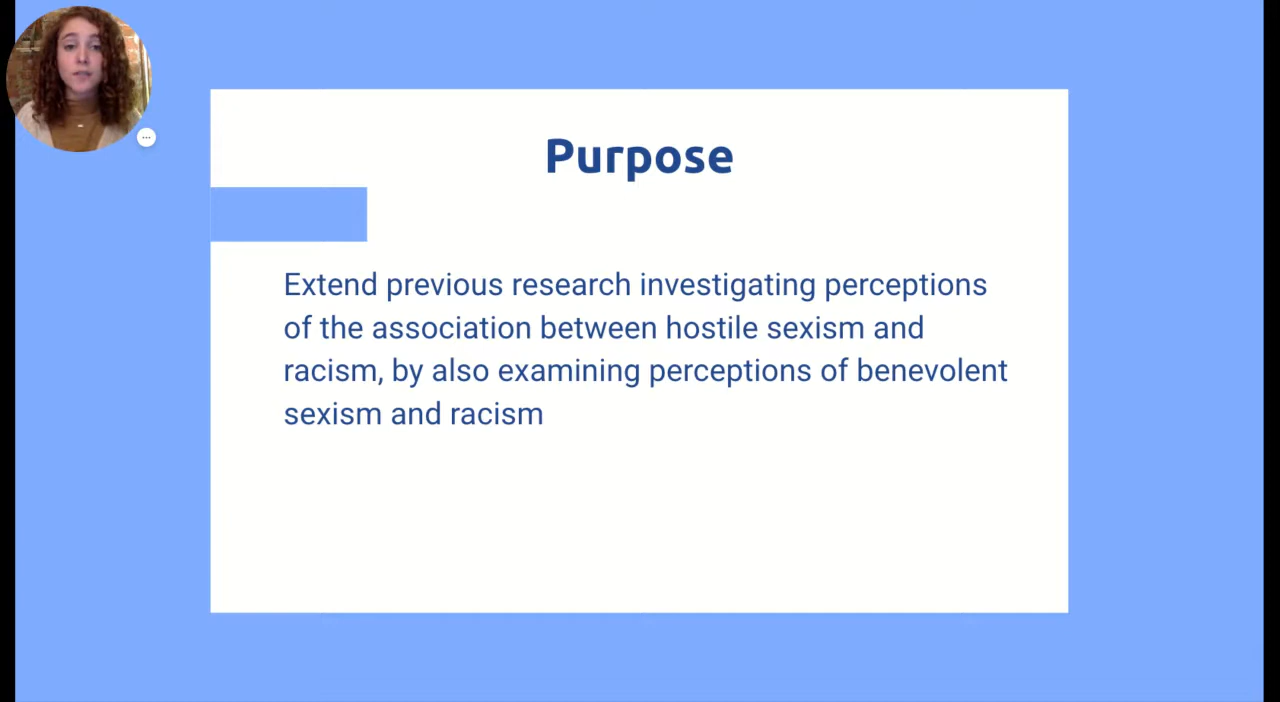 Purpose
Extend previous research investigating perceptions
of the association between hostile sexism and
racism, by also examining perceptions of benevolent
sexism and racism